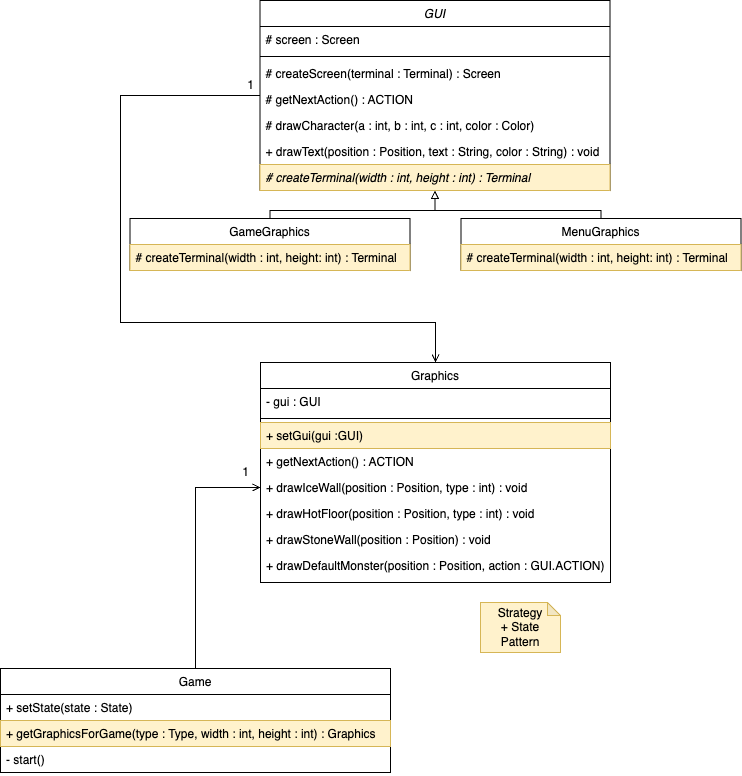 GUI
# screen : Screen
# createScreen(terminal : Terminal) : Screen
1
# getNextAction() : ACTION
# drawCharacter(a : int, b : int, c : int, color : Color)
+ drawText(position : Position, text : String, color : String) : void
# createTerminal(width : int, height : int) : Terminal
GameGraphics
# createTerminal(width : int, height: int) : Terminal
MenuGraphics
# createTerminal(width : int, height: int) : Terminal
Graphics
- gui : GUI
+ setGui(gui :GUI)
+ getNextAction() : ACTION
1
+ drawIceWall(position : Position, type : int) : void
+ drawHotFloor(position : Position, type : int) : void
+ drawStoneWall(position : Position) : void
+ drawDefaultMonster(position : Position, action : GUI.ACTION)
Strategy
+ State
Pattern
Game
+ setState(state : State)
+ getGraphicsForGame(type : Type, width : int, height : int) : Graphics
- start()